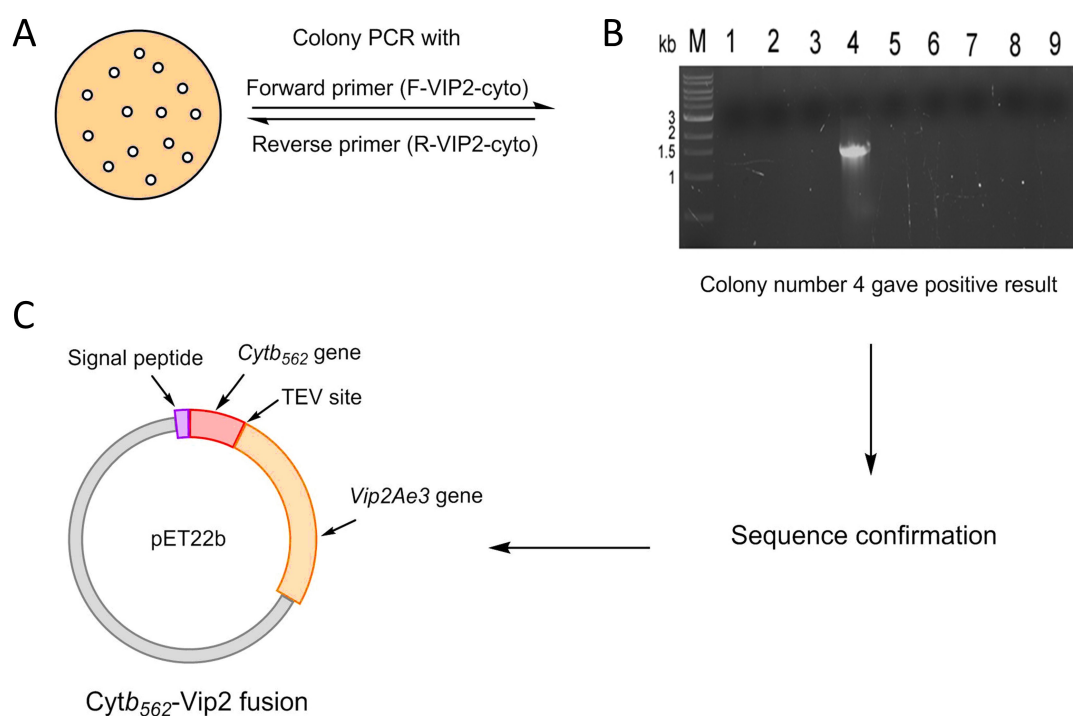 A
Colony PCR with
Forward primer (F-VIP2-cyto)
Reverse primer (R-VIP2-cyto)
B
kb M 1 2 3 4 5 6 7 8 9
3
2
1.5
1
Colony number 4 gave positive result
Sequence confirmation
C
Signal peptide
Cytb562 gene
TEV site
Vip2Ae3 gene
pET22b
Cytb562-Vip2 fusion